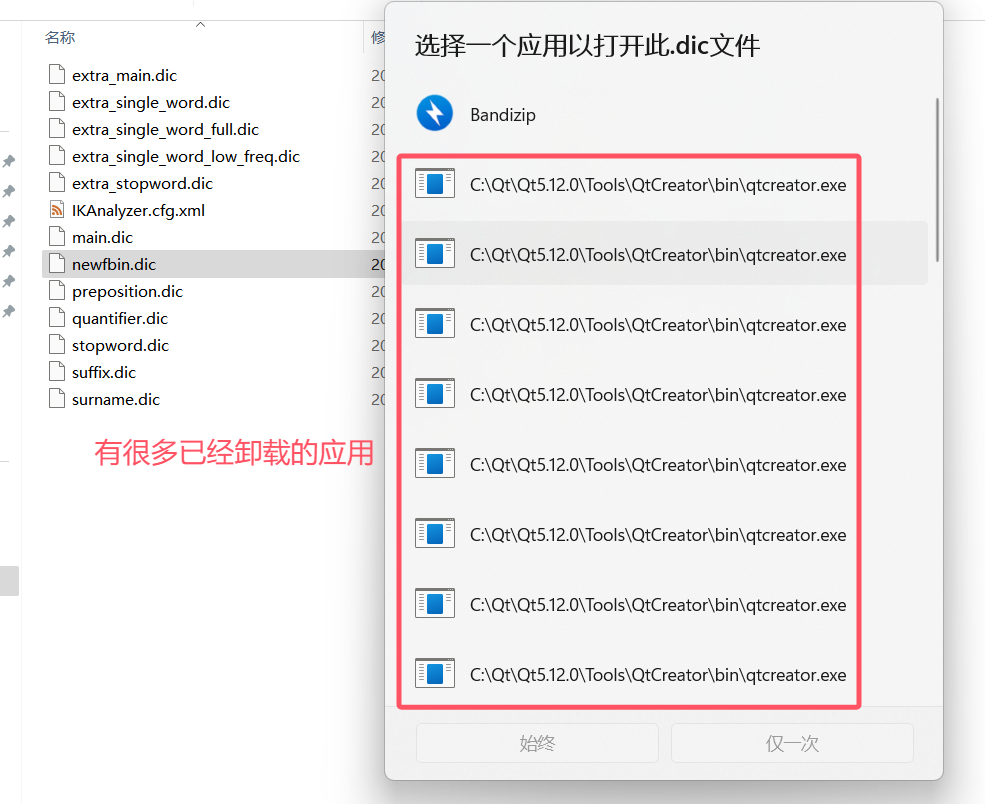 名称
修
extra_main.dic
20
extra_single_word.dic
20
extra_single_word_full.dic
20
extra_single_word_low_freq.dic
20
extra_stopword.dic
20
IKAnalyzer.cfg.xml
20
main.dic
20
newfbin.dic
20
preposition.dic
20
quantifier.dic
20
stopword.dic
20
suffix.dic
20
surname.dic
20
有很多已经卸载的应用
选择一个应用以打开此.dic文件
Bandizip
C:\Qt\Qt5.12.0\Tools\QtCreator\bin\qtcreator.exe
C:\Qt\Qt5.12.0\Tools\QtCreator\bin\qtcreator.exe
C:\Qt\Qt5.12.0\Tools\QtCreator\bin\qtcreator.exe
C:\Qt\Qt5.12.0\Tools\QtCreator\bin\qtcreator.exe
C:\Qt\Qt5.12.0\Tools\QtCreator\bin\qtcreator.exe
C:\Qt\Qt5.12.0\Tools\QtCreator\bin\qtcreator.exe
C:\Qt\Qt5.12.0\Tools\QtCreator\bin\qtcreator.exe
C:\Qt\Qt5.12.0\Tools\QtCreator\bin\qtcreator.exe
始终
仅一次